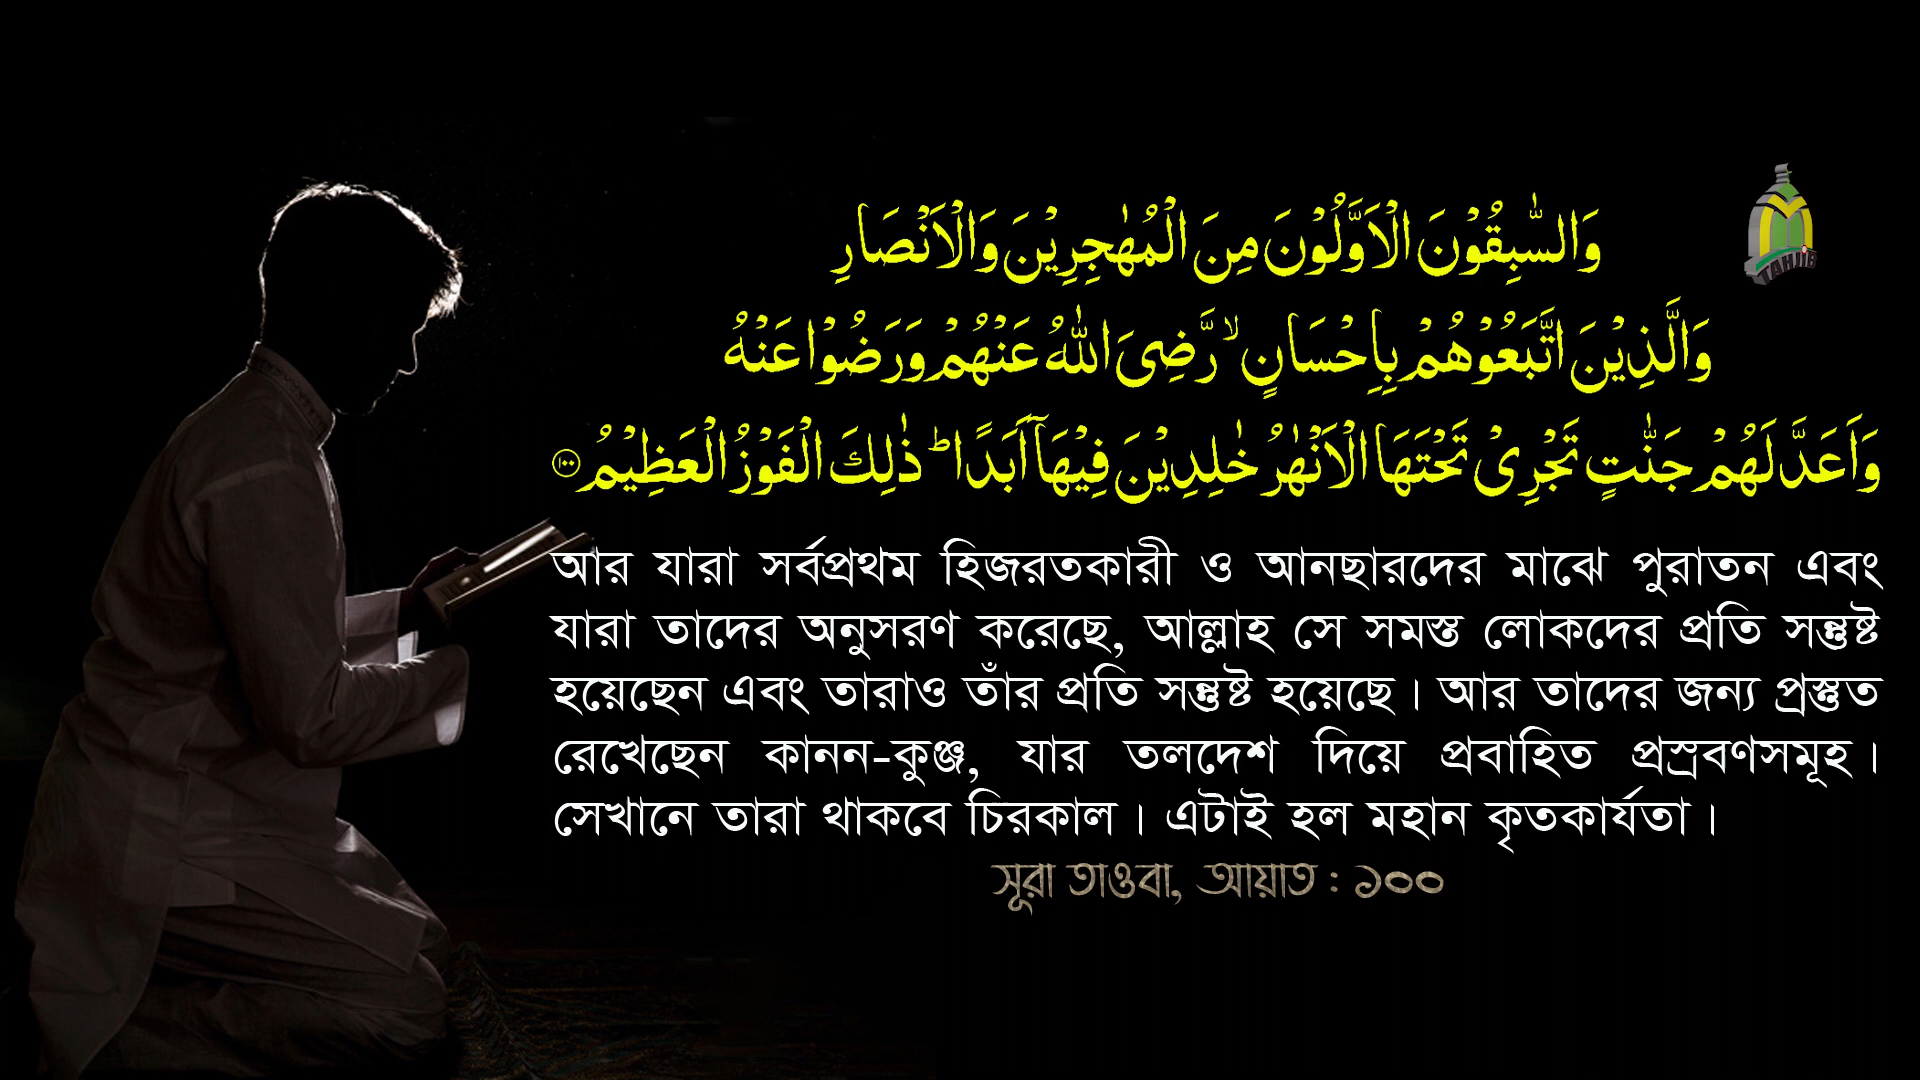 TAHJIB
وَالسّٰبِقُوۡنَ الۡاَوَّلُوۡنَ مِنَ الۡمُهٰجِرِيۡنَ وَالۡاَنۡصَارِ
وَالَّذِيۡنَ اتَّبَعُوۡهُمۡ بِاِحۡسَانٍ ۙ رَّضِىَ اللّٰهُ عَنۡهُمۡ وَرَضُوۡا عَنۡهُ
وَاَعَدَّ لَهُمۡ جَنّٰتٍ تَجۡرِىۡ تَحۡتَهَا الۡاَنۡهٰرُ خٰلِدِيۡنَ فِيۡهَاۤ اَبَدًا ؕ ذٰ لِكَ الۡفَوۡزُ الۡعَظِيۡمُ ﴿۱۰۰﴾
আর যারা সর্বপ্রথম হিজরতকারী ও আনছারদের মাঝে পুরাতন এবং
যারা তাদের অনুসরণ করেছে, আল্লাহ সে সমস্ত লোকদের প্রতি সন্তুষ্ট
হয়েছেন এবং তারাও তাঁর প্রতি সন্তুষ্ট হয়েছে। আর তাদের জন্য প্রস্তুত
রেখেছেন কানন-কুঞ্জ, যার তলদেশ দিয়ে প্রবাহিত প্রস্রবণসমূহ।
সেখানে তারা থাকবে চিরকাল। এটাই হল মহান কৃতকার্যতা।
সূরা তাওবা, আয়াত : ১০০